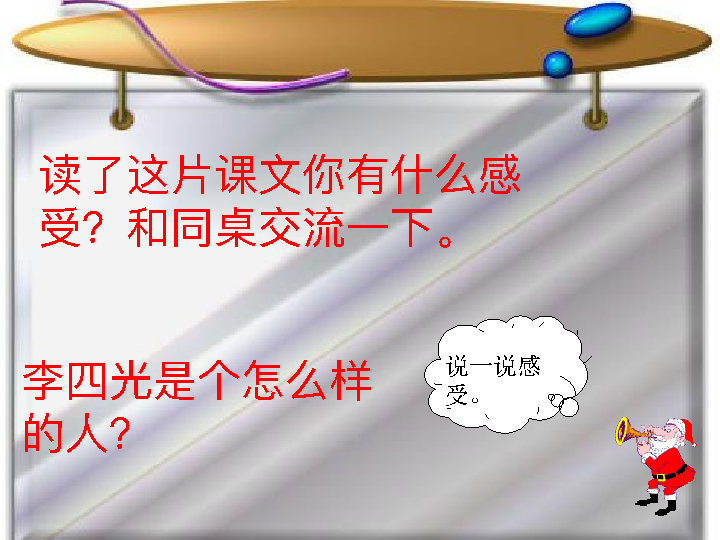 读了这片课文你有什么感
受？和同桌交流一下。
李四光是个怎么样
的人？
说一说感
受。